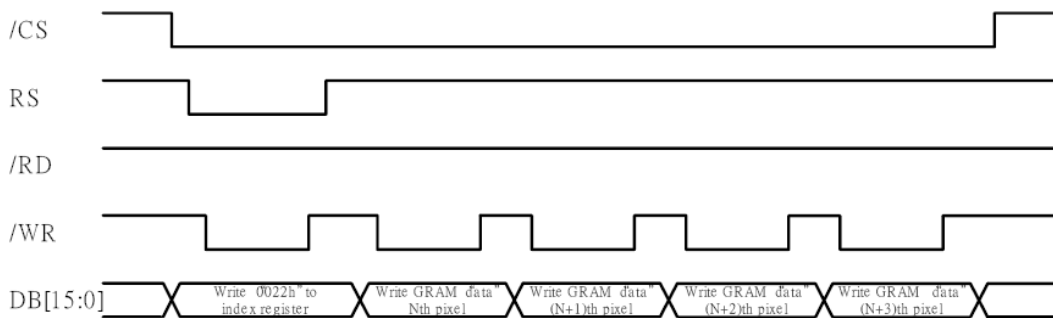 /CS
RS
/RD
/WR
DB[15:0]
Write "0022h" to
index register
Write GRAM "data"
Nth pixel
Write GRAM "data"
(N+1)th pixel
Write GRAM "data"
(N+2)th pixel
Write GRAM "data"
(N+3)th pixel